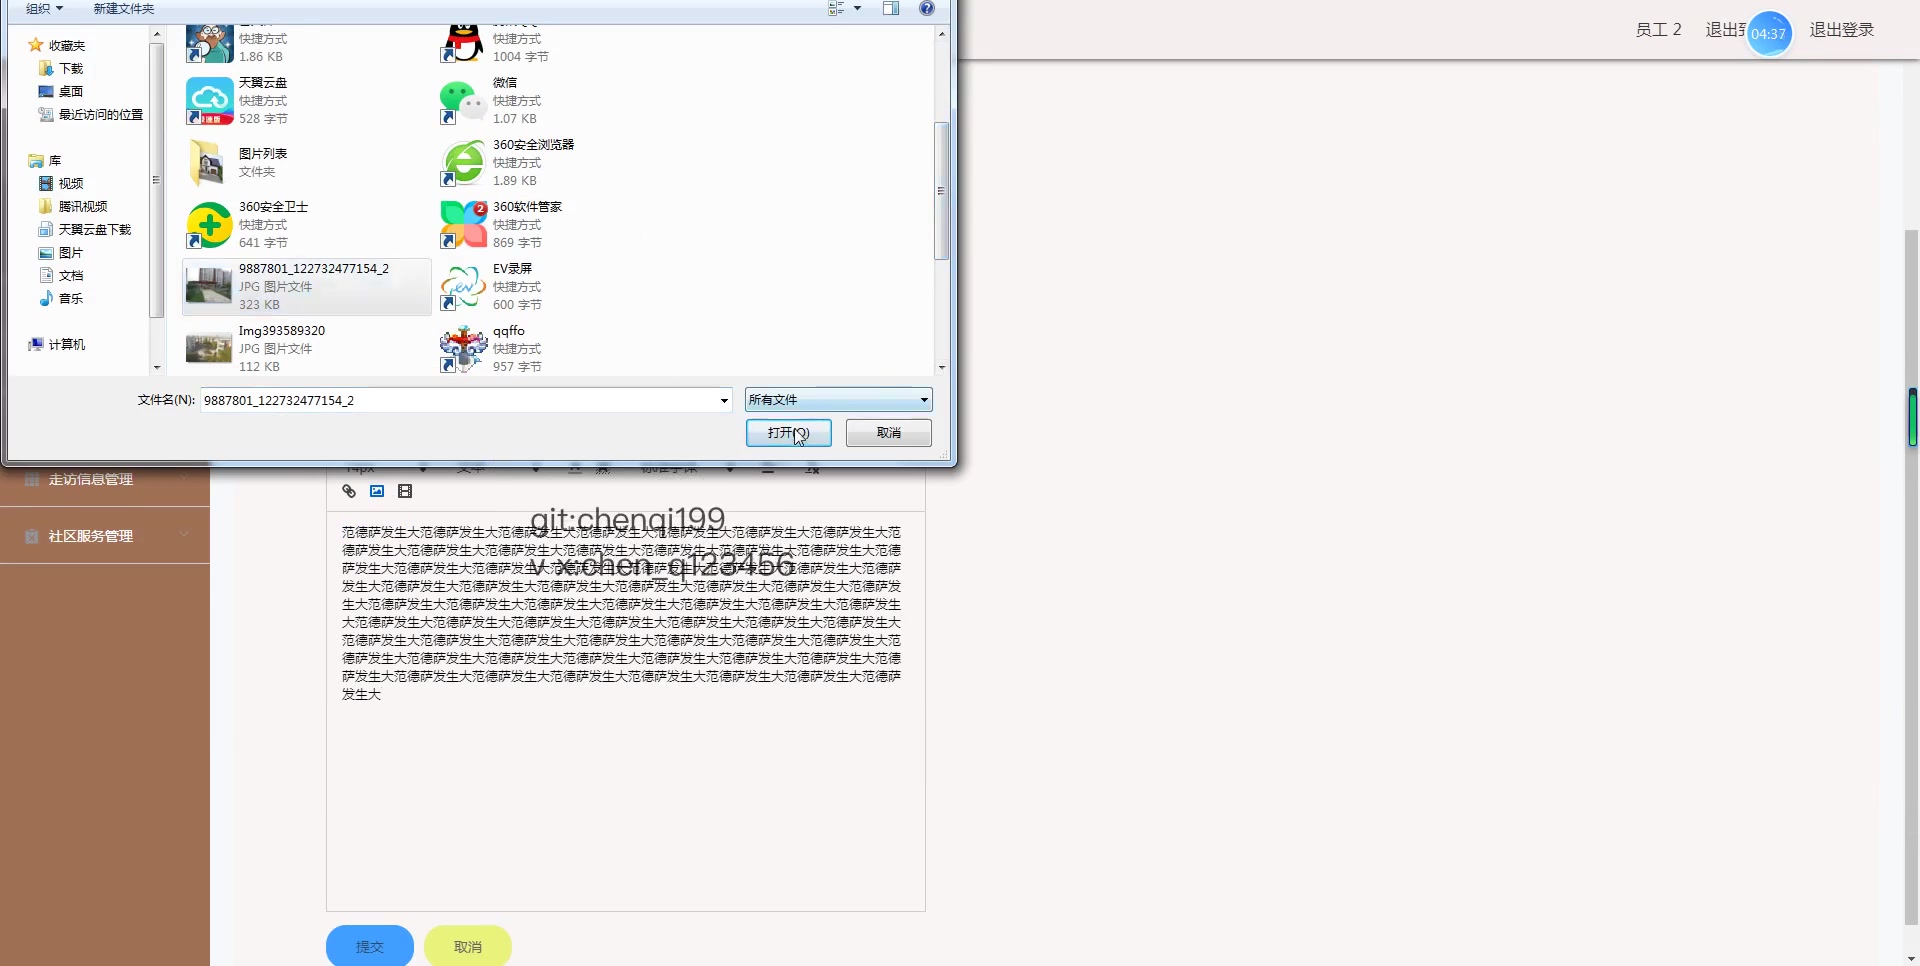 组织 新建文件夹
员工 2 退出到 04:37 退出登录
收藏夹
下载
桌面
最近访问的位置
库
视频
腾讯视频
天翼云盘下载
图片
文档
音乐
计算机
快捷方式
1.86 KB
快捷方式
1004 字节
天翼云盘
快捷方式
528 字节
微信
快捷方式
1.07 KB
图片列表
文件夹
360安全浏览器
快捷方式
1.89 KB
360安全卫士
快捷方式
641 字节
360软件管家
快捷方式
869 字节
9887801_122732477154_2
JPG 图片文件
323 KB
EV录屏
快捷方式
600 字节
Img393589320
JPG 图片文件
112 KB
qqffo
快捷方式
957 字节
文件名(N): 9887801_122732477154_2 所有文件
打开(O) 取消
走访信息管理
社区服务管理
14px 文本 标准字体
git:chenqi199
v x:chen_q123456
范德萨发生大范德萨发生大范德萨发生大范德萨发生大范德萨发生大范德萨发生大范德萨发生大范
德萨发生大范德萨发生大范德萨发生大范德萨发生大范德萨发生大范德萨发生大范德萨发生大范德
萨发生大范德萨发生大范德萨发生大范德萨发生大范德萨发生大范德萨发生大范德萨发生大范德萨
发生大范德萨发生大范德萨发生大范德萨发生大范德萨发生大范德萨发生大范德萨发生大范德萨发
生大范德萨发生大范德萨发生大范德萨发生大范德萨发生大范德萨发生大范德萨发生大范德萨发生
大范德萨发生大范德萨发生大范德萨发生大范德萨发生大范德萨发生大范德萨发生大范德萨发生大
范德萨发生大范德萨发生大范德萨发生大范德萨发生大范德萨发生大范德萨发生大范德萨发生大范
德萨发生大范德萨发生大范德萨发生大范德萨发生大范德萨发生大范德萨发生大范德萨发生大范德
萨发生大范德萨发生大范德萨发生大范德萨发生大范德萨发生大范德萨发生大范德萨发生大范德萨
发生大
提交 取消